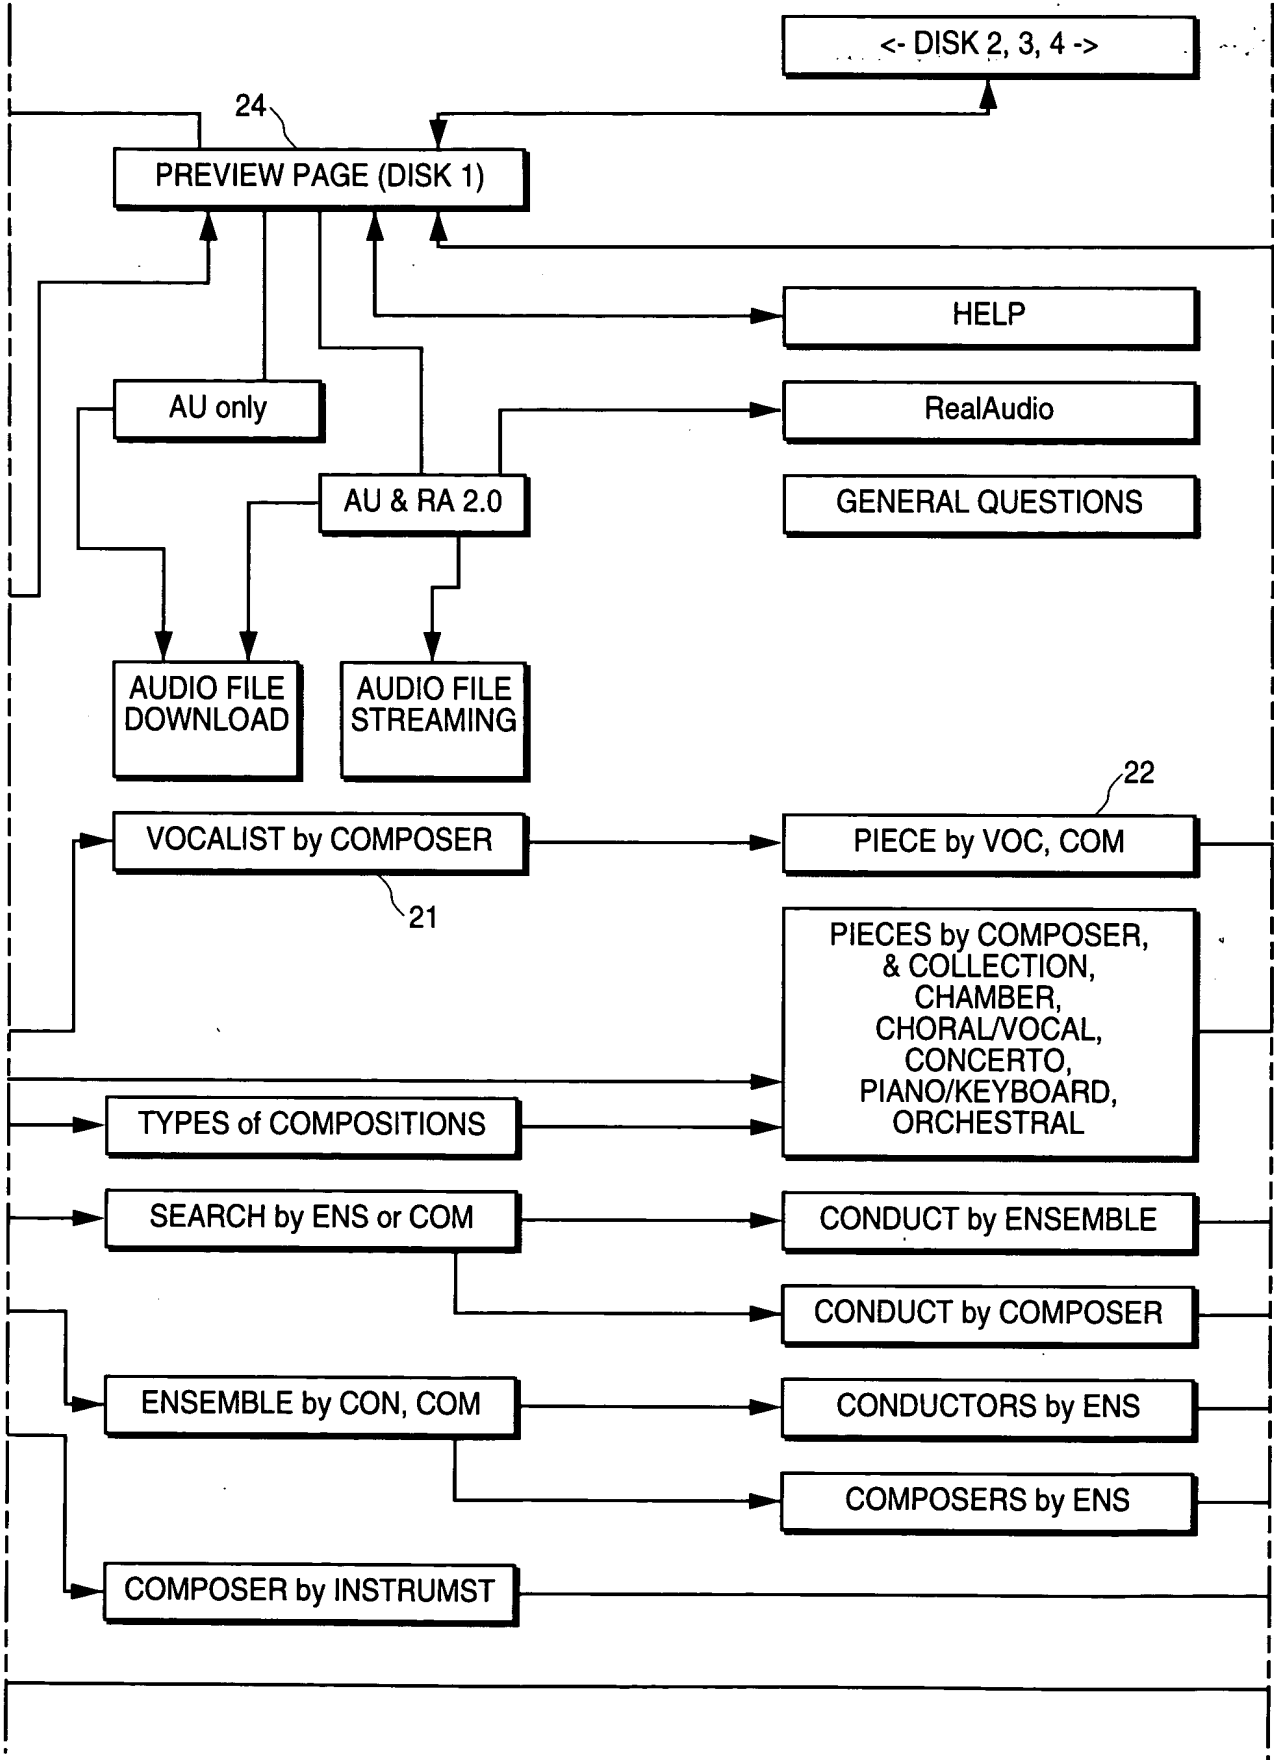 <- DISK 2, 3, 4 ->
24
PREVIEW PAGE (DISK 1)
HELP
AU only
RealAudio
AU & RA 2.0
GENERAL QUESTIONS
AUDIO FILE
DOWNLOAD
AUDIO FILE
STREAMING
22
VOCALIST by COMPOSER
PIECE by VOC, COM
21
PIECES by COMPOSER,
& COLLECTION,
CHAMBER,
CHORAL/VOCAL,
CONCERTO,
PIANO/KEYBOARD,
ORCHESTRAL
TYPES of COMPOSITIONS
SEARCH by ENS or COM
CONDUCT by ENSEMBLE
CONDUCT by COMPOSER
ENSEMBLE by CON, COM
CONDUCTORS by ENS
COMPOSERS by ENS
COMPOSER by INSTRUMST